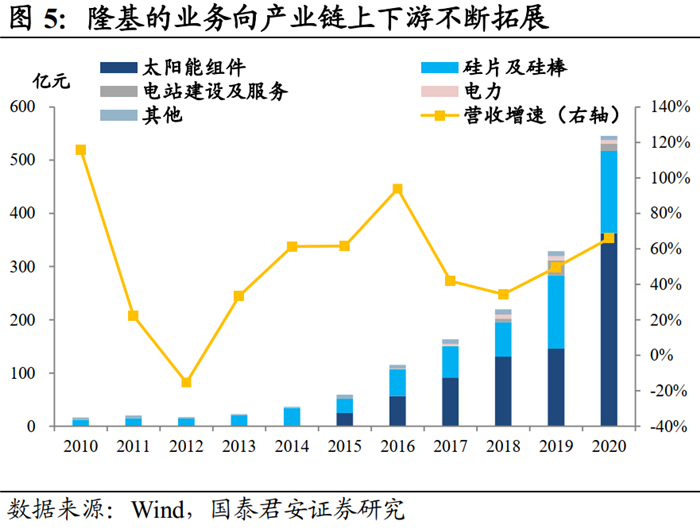 图 5：隆基的业务向产业链上下游不断拓展
亿元
太阳能组件 硅片及硅棒
电站建设及服务 电力
其他 营收增速（右轴）
600 140%
500 120%
400 100%
300 80%
200 60%
100 40%
0 20%
0%
-20%
-40%
2010 2011 2012 2013 2014 2015 2016 2017 2018 2019 2020
数据来源：Wind，国泰君安证券研究